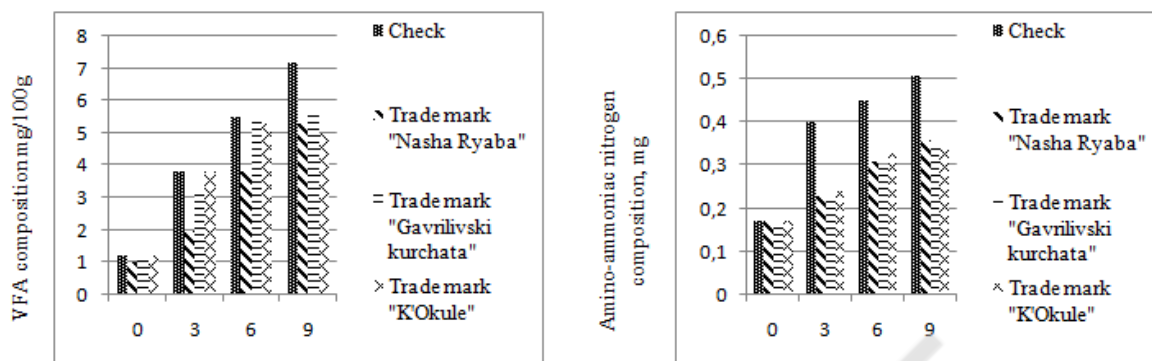 VFA composition mg/100g
8
7
6
5
4
3
2
1
0
0 3 6 9
Check
Trade mark
"Nasha Ryaba"
Trade mark
"Gavrilivski
kurchata"
Trade mark
"K'Okule"
Amino-ammoniac nitrogen
composition, mg
0,6
0,5
0,4
0,3
0,2
0,1
0
0 3 6 9
Check
Trade mark
"Nasha Ryaba"
Trade mark
"Gavrilivski
kurchata"
Trade mark
"K'Okule"